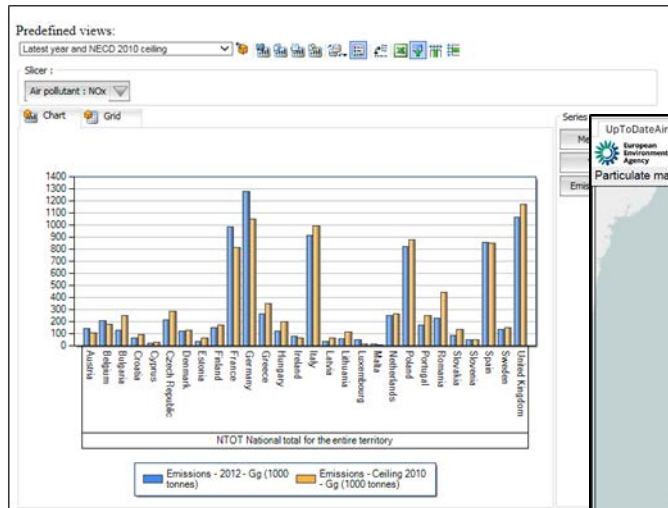 Predefined views:
Latest year and NECD 2010 ceiling
Slicer :
Air pollutant : NOx
Chart
Grid
Series
Me
Emis
UpToDateAir
European
Environment
Agency
Particulate ma
1400
1300
1200
1100
1000
900
800
700
600
500
400
300
200
100
0
Austria
Belgium
Bulgaria
Croatia
Cyprus
Czech Republic
Denmark
Estonia
Finland
France
Germany
Greece
Hungary
Ireland
Italy
Latvia
Lithuania
Luxembourg
Malta
Netherlands
Poland
Portugal
Romania
Slovakia
Slovenia
Spain
Sweden
United Kingdom
NTOT National total for the entire territory
Emissions - 2012 - Gg (1000
tonnes)
Emissions - Ceiling 2010
- Gg (1000 tonnes)